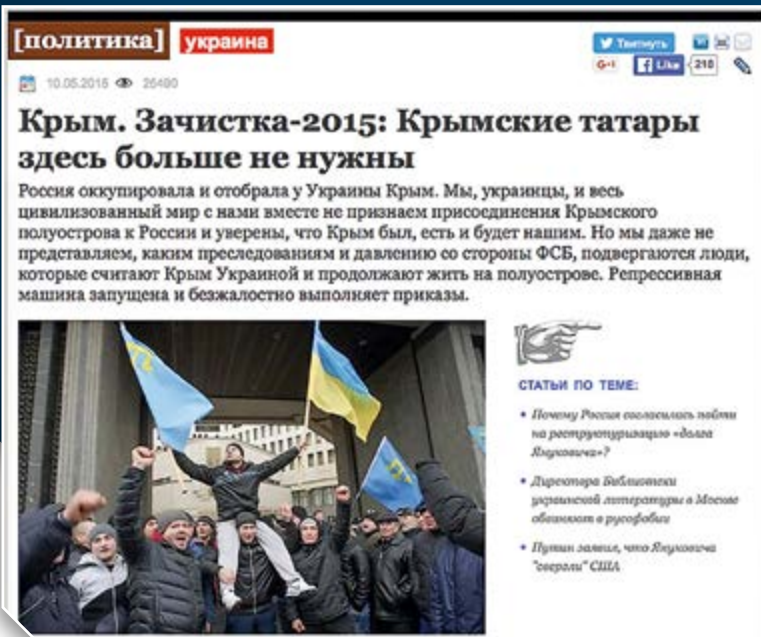 [политика] украина
Твитнуть
10.05.2015 26490
G+1 Like 218
Крым. Зачистка-2015: Крымские татары
здесь больше не нужны
Россия оккупировала и отобрала у Украины Крым. Мы, украинцы, и весь
цивилизованный мир с нами вместе не признаем присоединения Крымского
полуострова к России и уверены, что Крым был, есть и будет нашим. Но мы даже не
представляем, каким преследованиям и давлению со стороны ФСБ, подвергаются люди,
которые считают Крым Украиной и продолжают жить на полуострове. Репрессивная
машина запущена и безжалостно выполняет приказы.
СТАТЬИ ПО ТЕМЕ:
Почему Россия согласилась пойти
на реструктуризацию «долга
Януковича»?
Директора Библиотеки
украинской литературы в Москве
обвиняют в русофобии
Путин заявил, что Януковича
"свергли" США